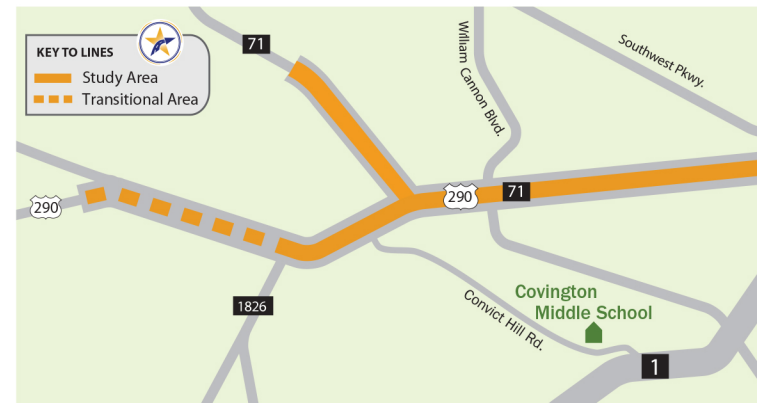 KEY TO LINES
Study Area
Transitional Area
71
William Cannon Blvd.
Southwest Pkwy.
290
290
71
1826
Convict Hill Rd.
Covington
Middle School
1